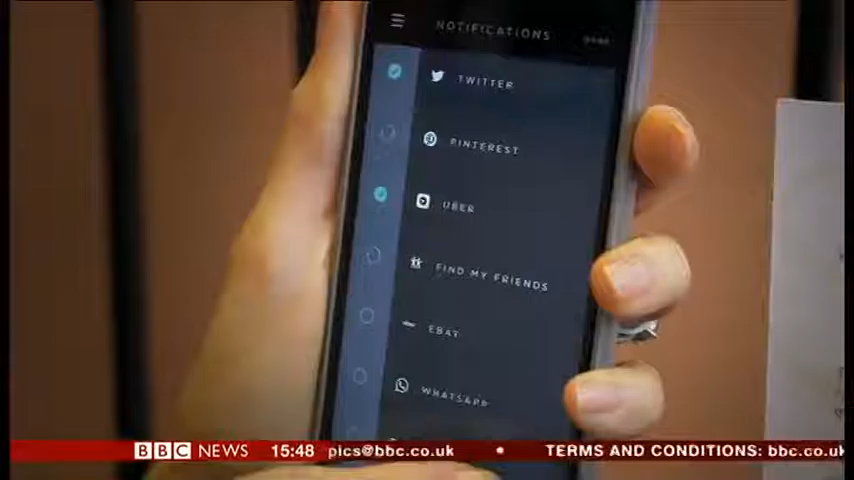 NOTIFICATIONS
TWITTER
PINTEREST
UBER
FIND MY FRIENDS
EBAY
WHATSAPP
BBC NEWS 15:48 pics@bbc.co.uk TERMS AND CONDITIONS: bbc.co.u